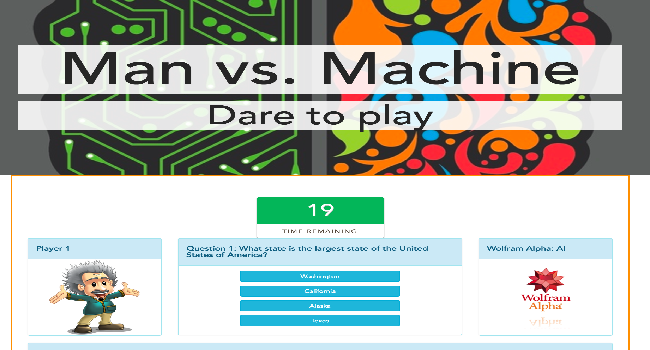 Man vs. Machine
Dare to play
19
TIME REMAINING
Player 1
Question 1: What state is the largest state of the United
States of America?
Washington
California
Alaska
Texas
Wolfram Alpha: AI
Wolfram
Alpha